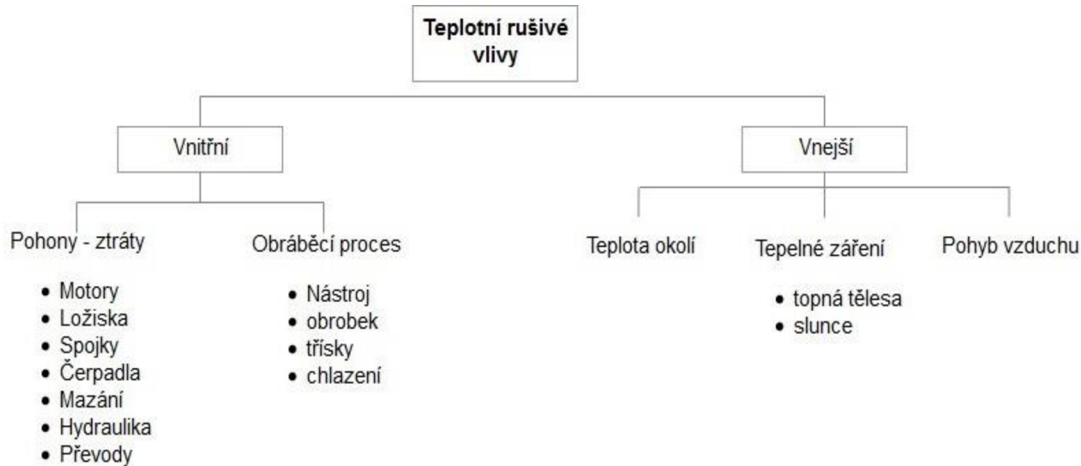 Teplotní rušivé
vlivy
Vnitřní
Vnejší
Pohony - ztráty
Obráběcí proces
Teplota okolí
Tepelné záření
Pohyb vzduchu
• Motory
• Ložiska
• Spojky
• Čerpadla
• Mazání
• Hydraulika
• Převody
• Nástroj
• obrobek
• třísky
• chlazení
• topná tělesa
• slunce